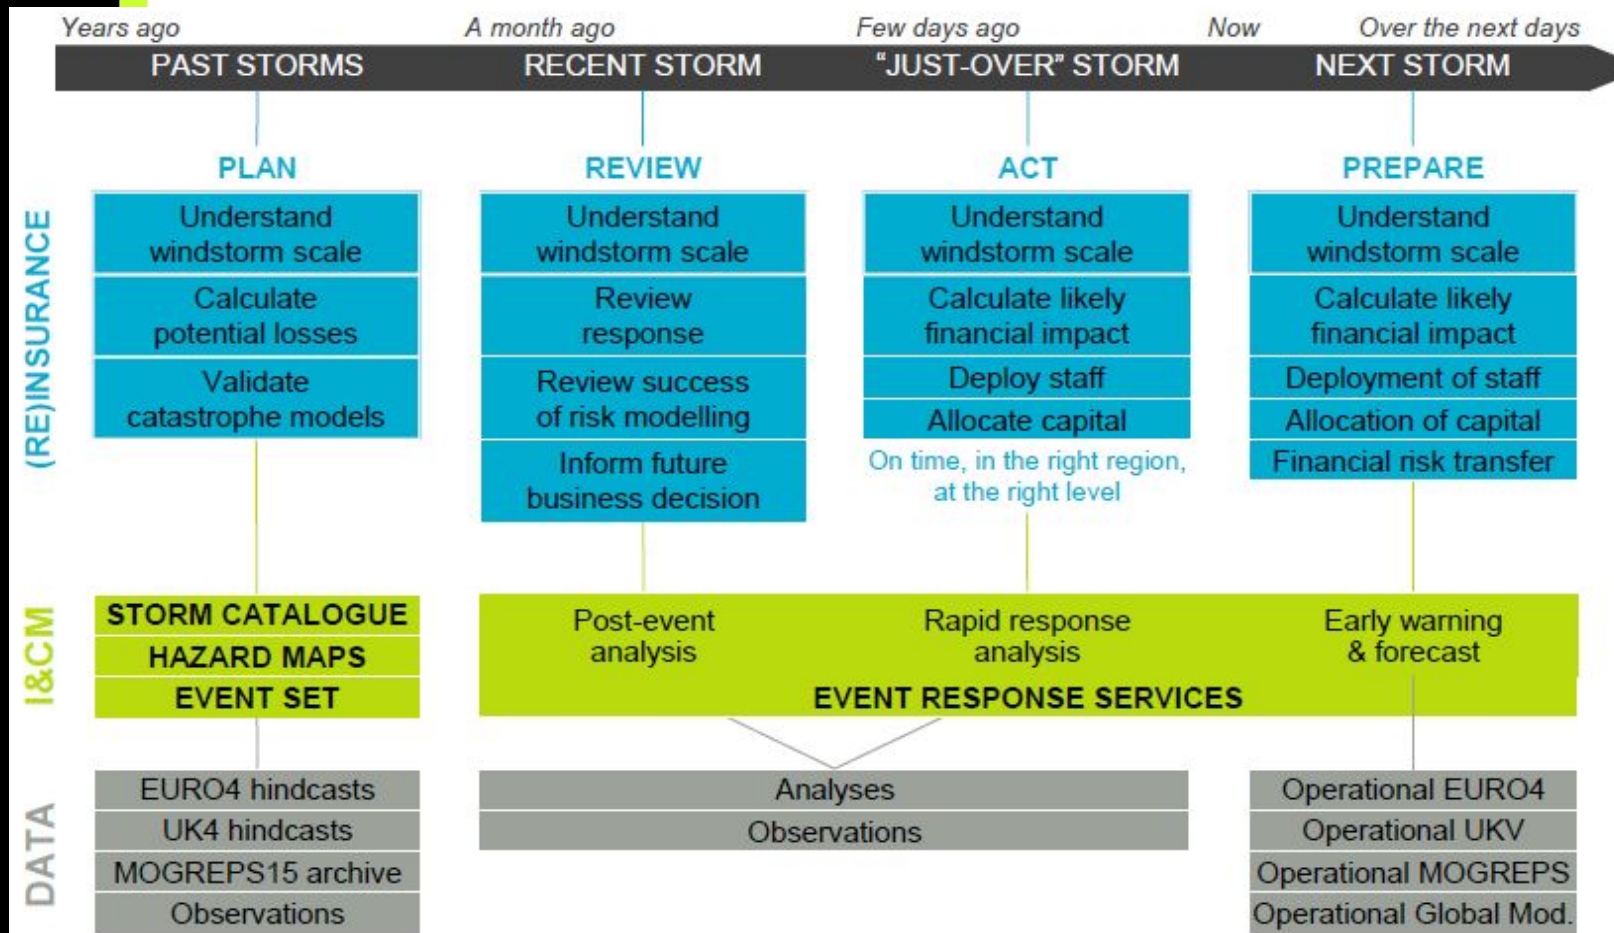 Years ago
A month ago
Few days ago
Now
Over the next days
PAST STORMS
RECENT STORM
“JUST-OVER” STORM
NEXT STORM
(RE)INSURANCE
PLAN
Understand
windstorm scale
Calculate
potential losses
Validate
catastrophe models
REVIEW
Understand
windstorm scale
Review
response
Review success
of risk modelling
Inform future
business decision
ACT
Understand
windstorm scale
Calculate likely
financial impact
Deploy staff
Allocate capital
On time, in the right region,
at the right level
PREPARE
Understand
windstorm scale
Calculate likely
financial impact
Deployment of staff
Allocation of capital
Financial risk transfer
I&CM
STORM CATALOGUE
HAZARD MAPS
EVENT SET
Post-event
analysis
Rapid response
analysis
Early warning
& forecast
EVENT RESPONSE SERVICES
DATA
EURO4 hindcasts
UK4 hindcasts
MOGREPS15 archive
Observations
Analyses
Observations
Operational EURO4
Operational UKV
Operational MOGREPS
Operational Global Mod.